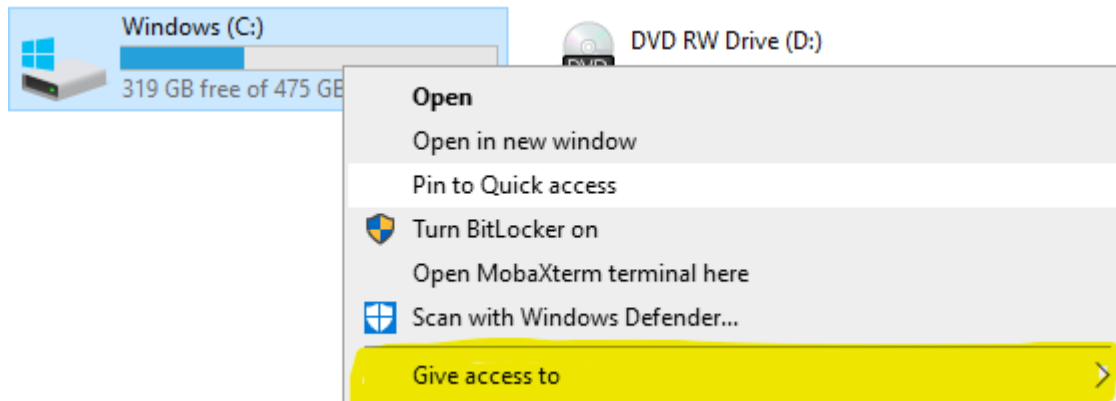 Windows (C:)
319 GB free of 475 GB
DVD RW Drive (D:)
DVD
Open
Open in new window
Pin to Quick access
Turn BitLocker on
Open MobaXterm terminal here
Scan with Windows Defender...
Give access to